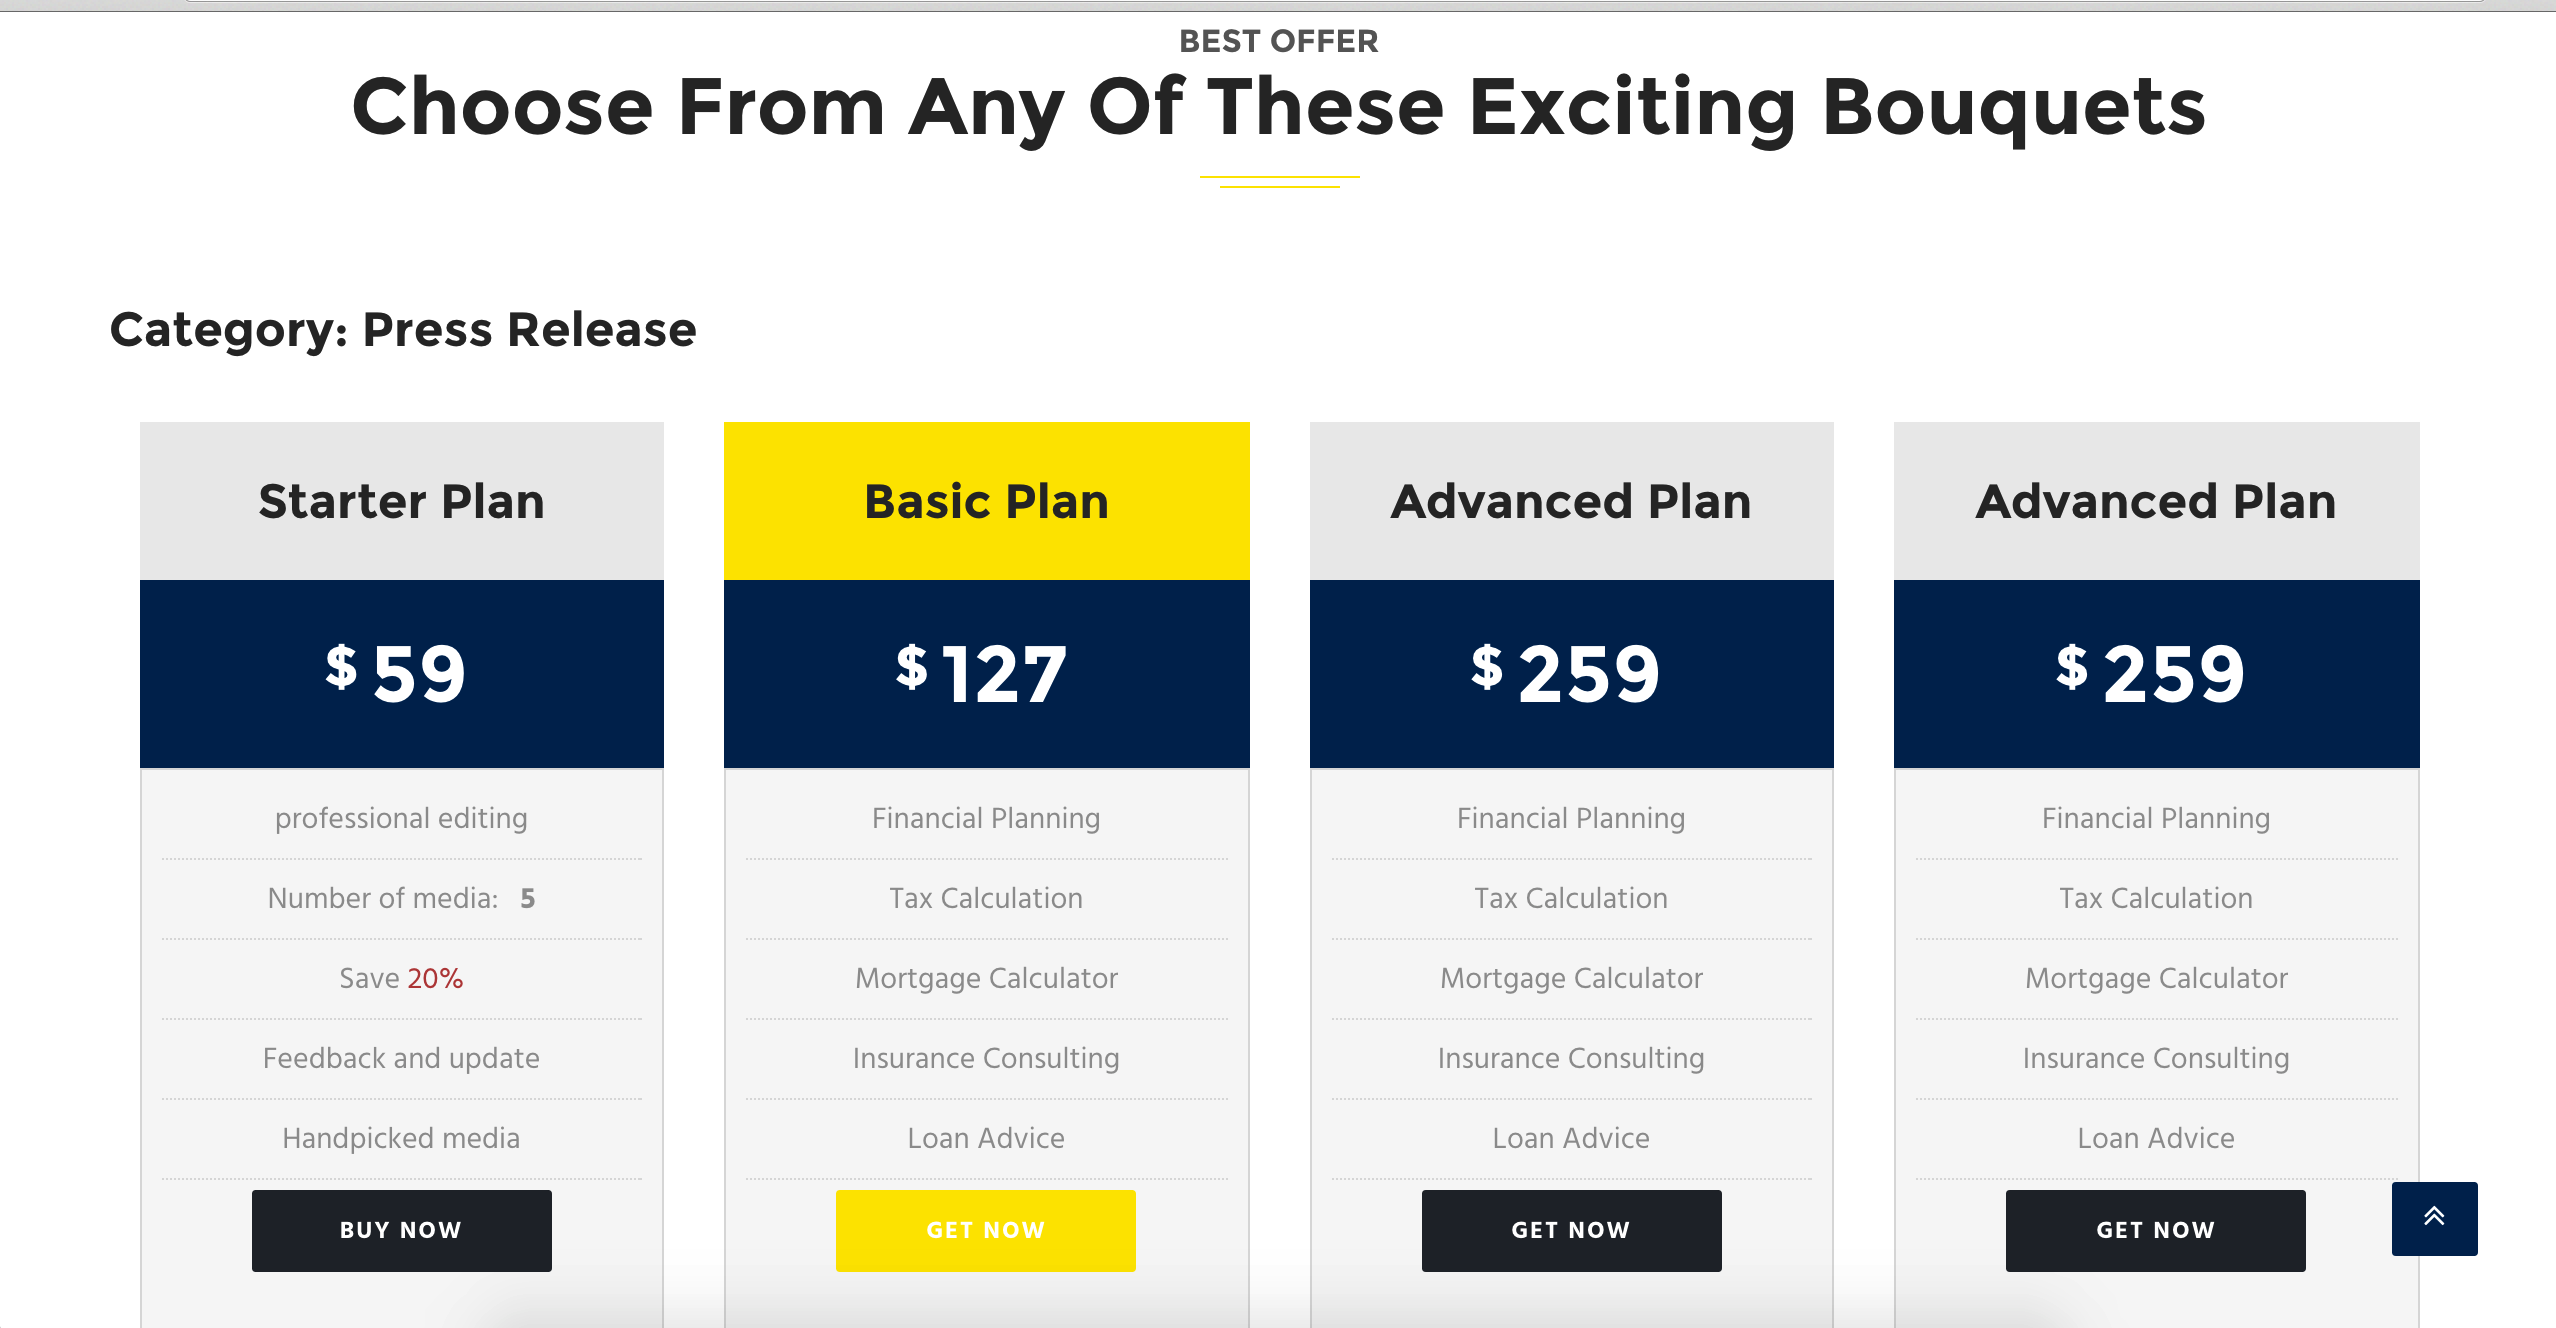 BEST OFFER
Choose From Any Of These Exciting Bouquets
Category: Press Release
Starter Plan
$ 59
professional editing
Number of media: 5
Save 20%
Feedback and update
Handpicked media
BUY NOW
Basic Plan
$ 127
Financial Planning
Tax Calculation
Mortgage Calculator
Insurance Consulting
Loan Advice
GET NOW
Advanced Plan
$ 259
Financial Planning
Tax Calculation
Mortgage Calculator
Insurance Consulting
Loan Advice
GET NOW
Advanced Plan
$ 259
Financial Planning
Tax Calculation
Mortgage Calculator
Insurance Consulting
Loan Advice
GET NOW